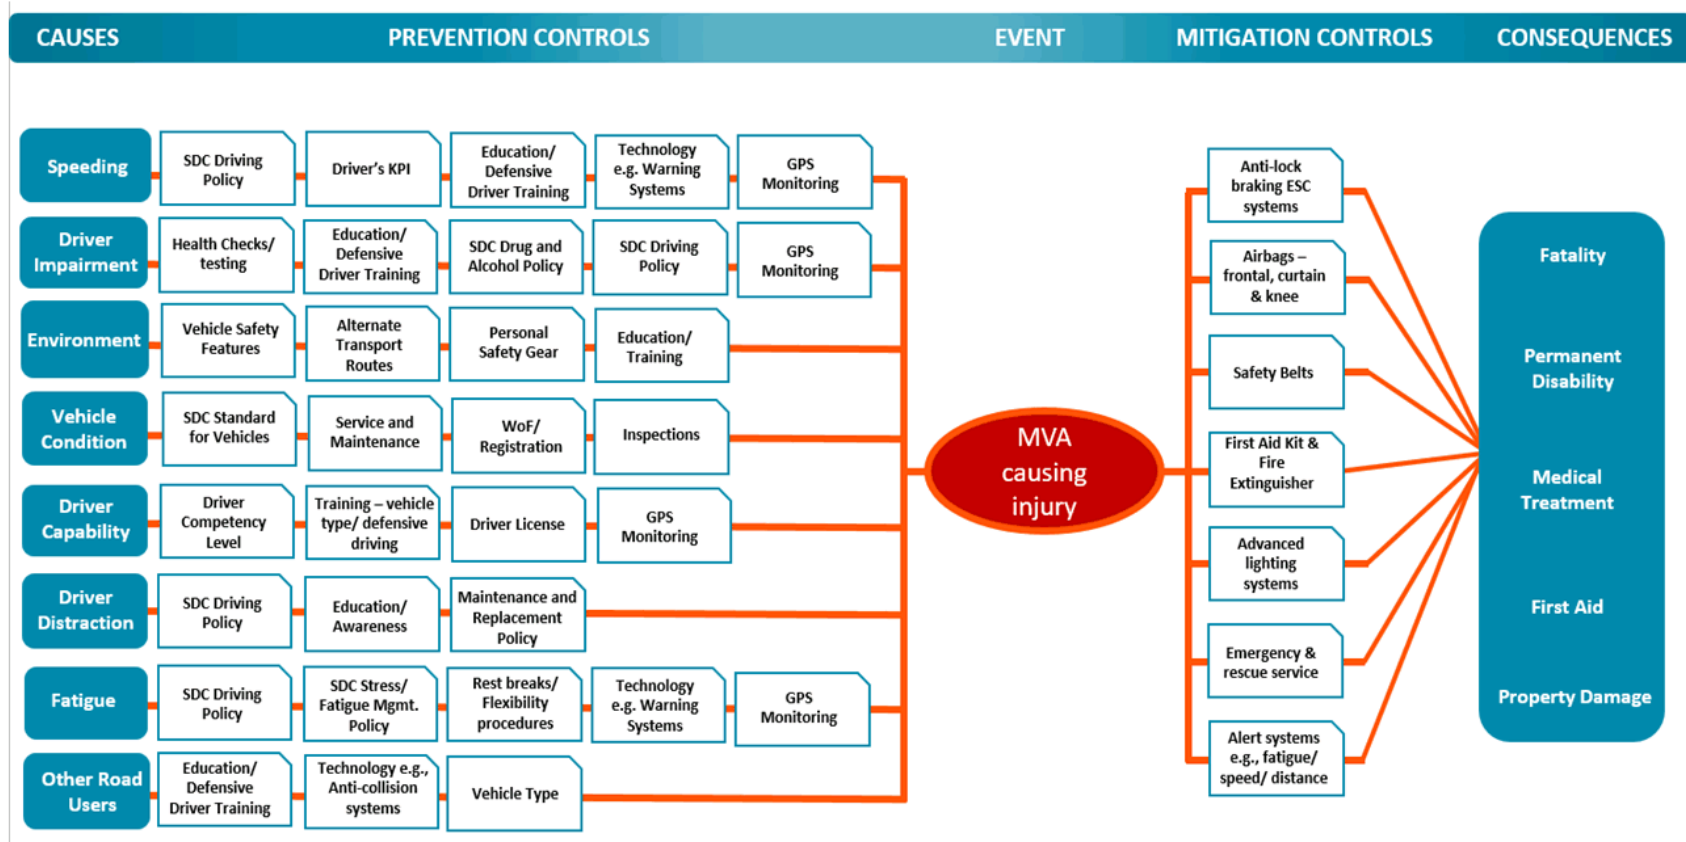 CAUSES
PREVENTION CONTROLS
EVENT
MITIGATION CONTROLS
CONSEQUENCES
Speeding
SDC Driving
Policy
Driver's KPI
Education/
Defensive
Driver Training
Technology
e.g. Warning
Systems
GPS
Monitoring
Driver
Impairment
Health Checks/
testing
Education/
Defensive
Driver Training
SDC Drug and
Alcohol Policy
SDC Driving
Policy
GPS
Monitoring
Environment
Vehicle Safety
Features
Alternate
Transport
Routes
Personal
Safety Gear
Education/
Training
Vehicle
Condition
SDC Standard
for Vehicles
Service and
Maintenance
WoF/
Registration
Inspections
Driver
Capability
Driver
Competency
Level
Training – vehicle
type/ defensive
driving
Driver License
GPS
Monitoring
Driver
Distraction
SDC Driving
Policy
Education/
Awareness
Maintenance and
Replacement
Policy
Fatigue
SDC Driving
Policy
SDC Stress/
Fatigue Mgmt.
Policy
Rest breaks/
Flexibility
procedures
Technology
e.g. Warning
Systems
GPS
Monitoring
Other Road
Users
Education/
Defensive
Driver Training
Technology e.g.,
Anti-collision
systems
Vehicle Type
MVA
causing
injury
Anti-lock
braking ESC
systems
Airbags –
frontal, curtain
& knee
Safety Belts
First Aid Kit &
Fire
Extinguisher
Advanced
lighting
systems
Emergency &
rescue service
Alert systems
e.g., fatigue/
speed/ distance
Fatality
Permanent
Disability
Medical
Treatment
First Aid
Property Damage